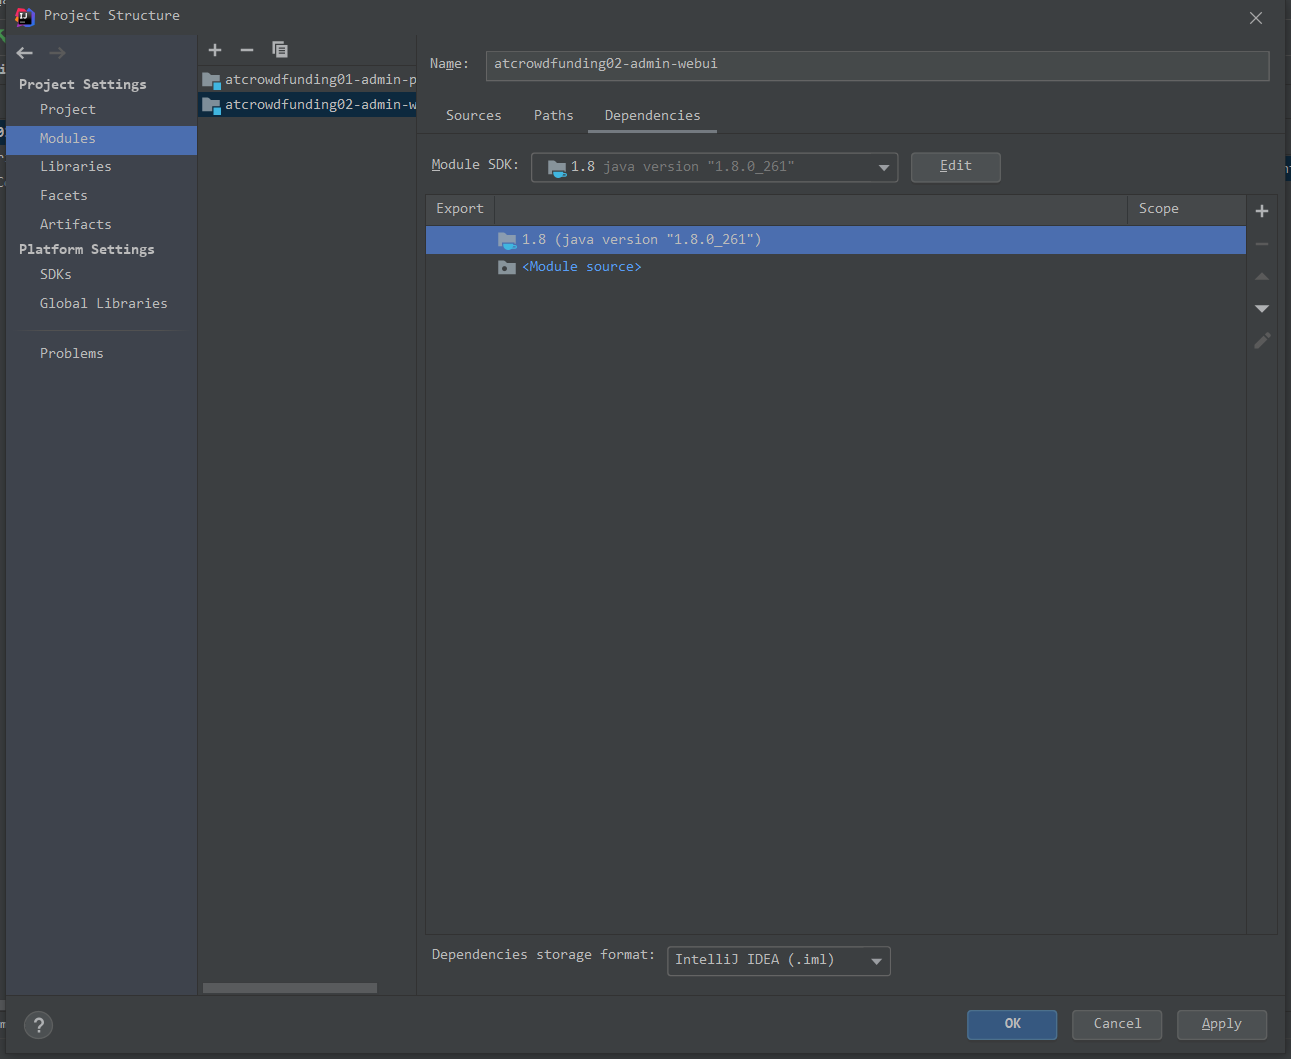 Project Structure
Project Settings
Project
Modules
Libraries
Facets
Artifacts
Platform Settings
SDKs
Global Libraries
Problems
atcrowdfunding01-admin-p
atcrowdfunding02-admin-w
Name: atcrowdfunding02-admin-webui
Sources Paths Dependencies
Module SDK: 1.8 java version "1.8.0_261" Edit
Export Scope
1.8 (java version "1.8.0_261")
<Module source>
Dependencies storage format: IntelliJ IDEA (.iml)
? OK Cancel Apply